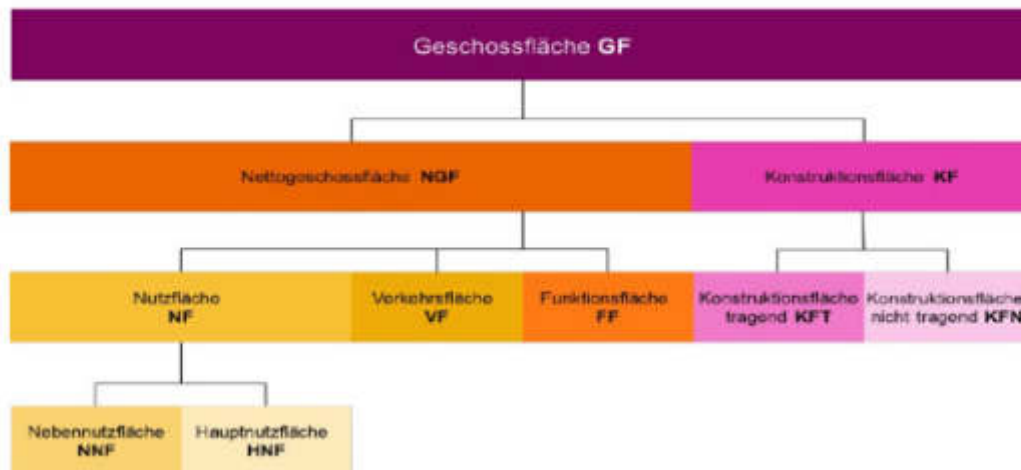 Geschossfläche GF
Nettogeschossfläche NGF
Konstruktionsfläche KF
Nutzfläche
NF
Verkehrsfläche
VF
Funktionsfläche
FF
Konstruktionsfläche
tragend KFT
Konstruktionsfläche
nicht tragend KFN
Nebennutzfläche
NNF
Hauptnutzfläche
HNF